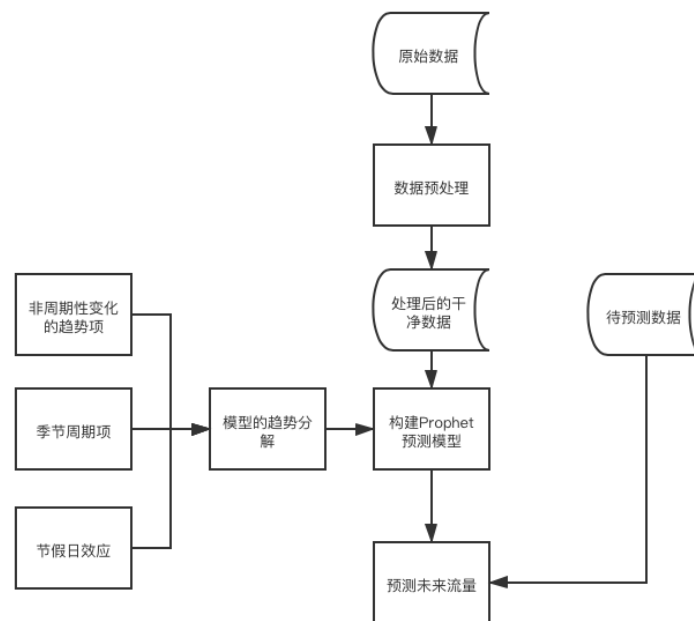 原始数据
数据预处理
非周期性变化
的趋势项
处理后的干
净数据
待预测数据
季节周期项
模型的趋势分
解
构建Prophet
预测模型
节假日效应
预测未来流量